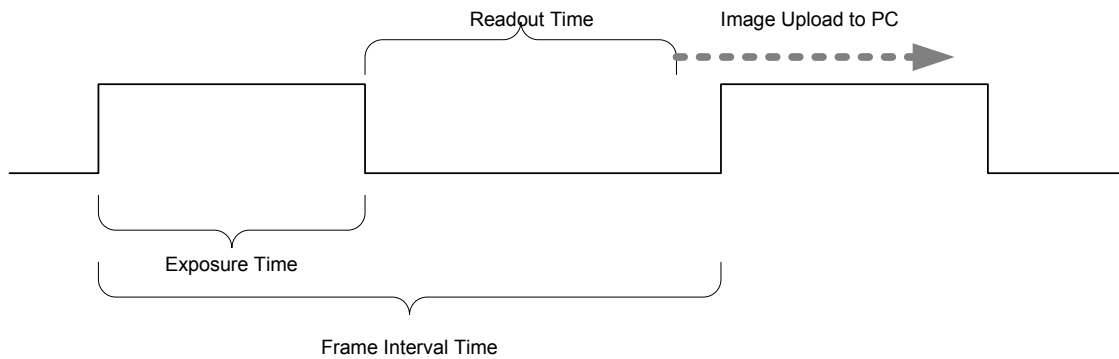 Readout Time
Image Upload to PC
Exposure Time
Frame Interval Time